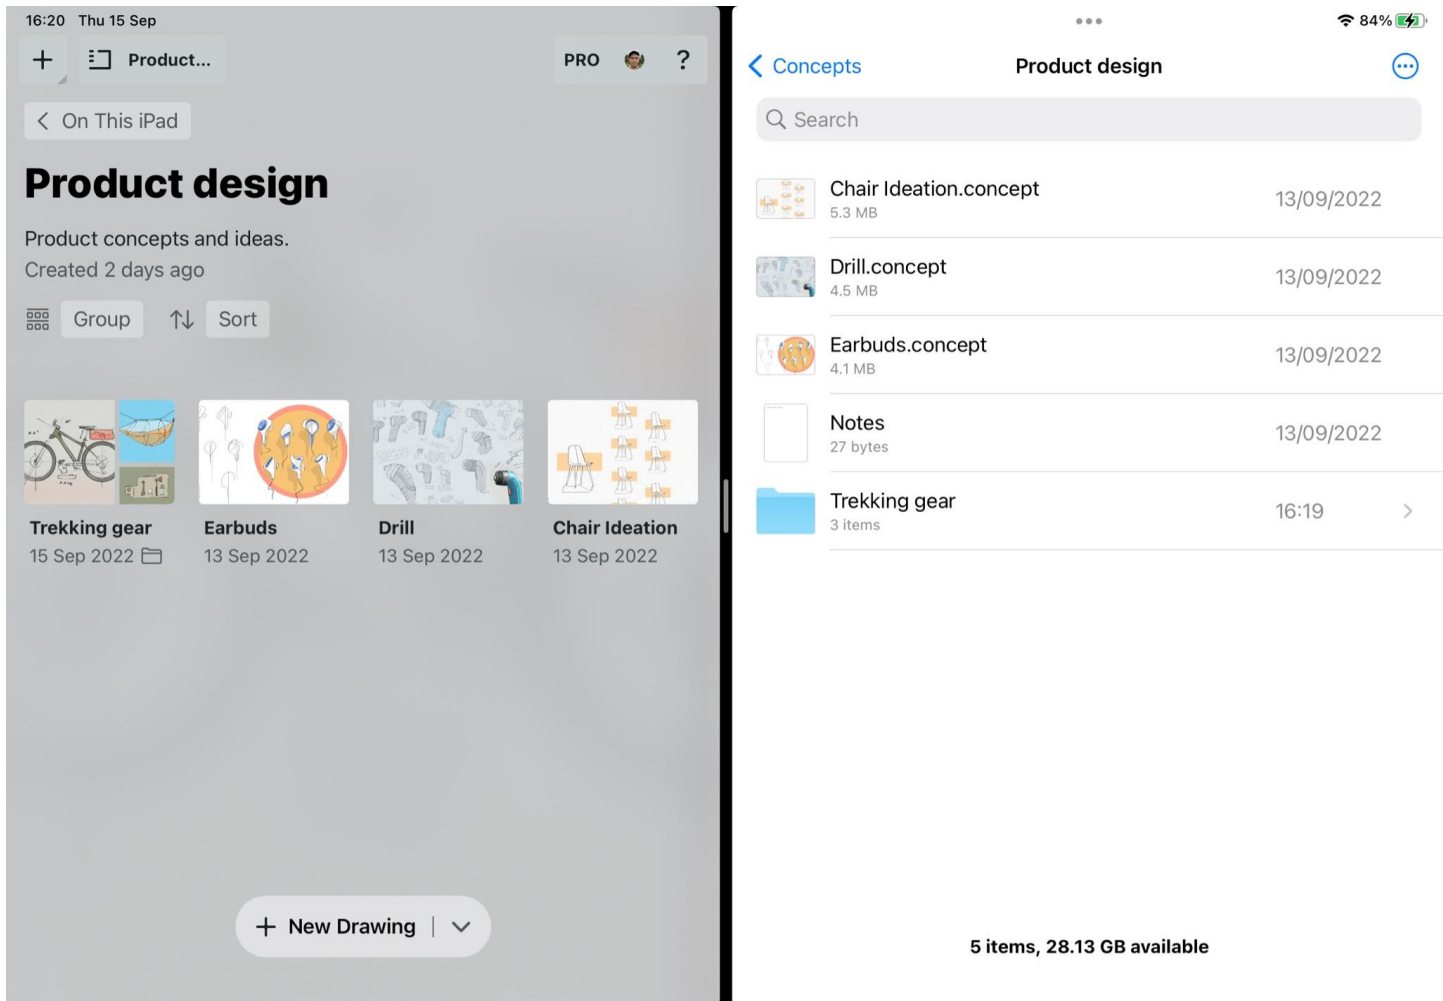 16:20 Thu 15 Sep
Product...
PRO
?
On This iPad
Product design
Product concepts and ideas.
Created 2 days ago
Group
Sort
Trekking gear
15 Sep 2022
Earbuds
13 Sep 2022
Drill
13 Sep 2022
Chair Ideation
13 Sep 2022
New Drawing
84%
Concepts
Product design
Search
Chair Ideation.concept
5.3 MB
13/09/2022
Drill.concept
4.5 MB
13/09/2022
Earbuds.concept
4.1 MB
13/09/2022
Notes
27 bytes
13/09/2022
Trekking gear
3 items
16:19
5 items, 28.13 GB available